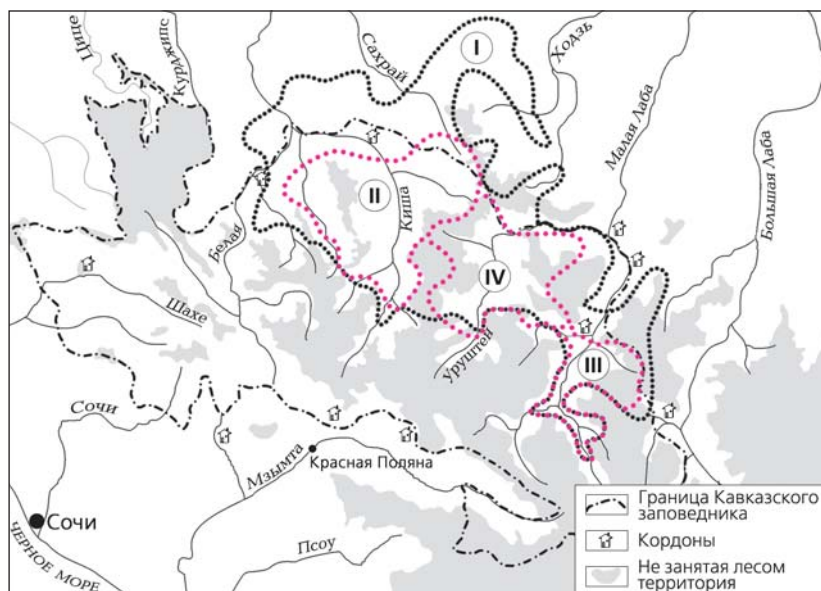 Цице
Курджипс
Сахрай
I
Ходзь
Малая Лаба
Большая Лаба
II
Киша
Белая
IV
Шахе
Уруштен
III
Сочи
Мзымта
Красная Поляна
Сочи
ЧЕРНОЕ МОРЕ
Псоу
Граница Кавказского
заповедника
Кордоны
Не занятая лесом
территория